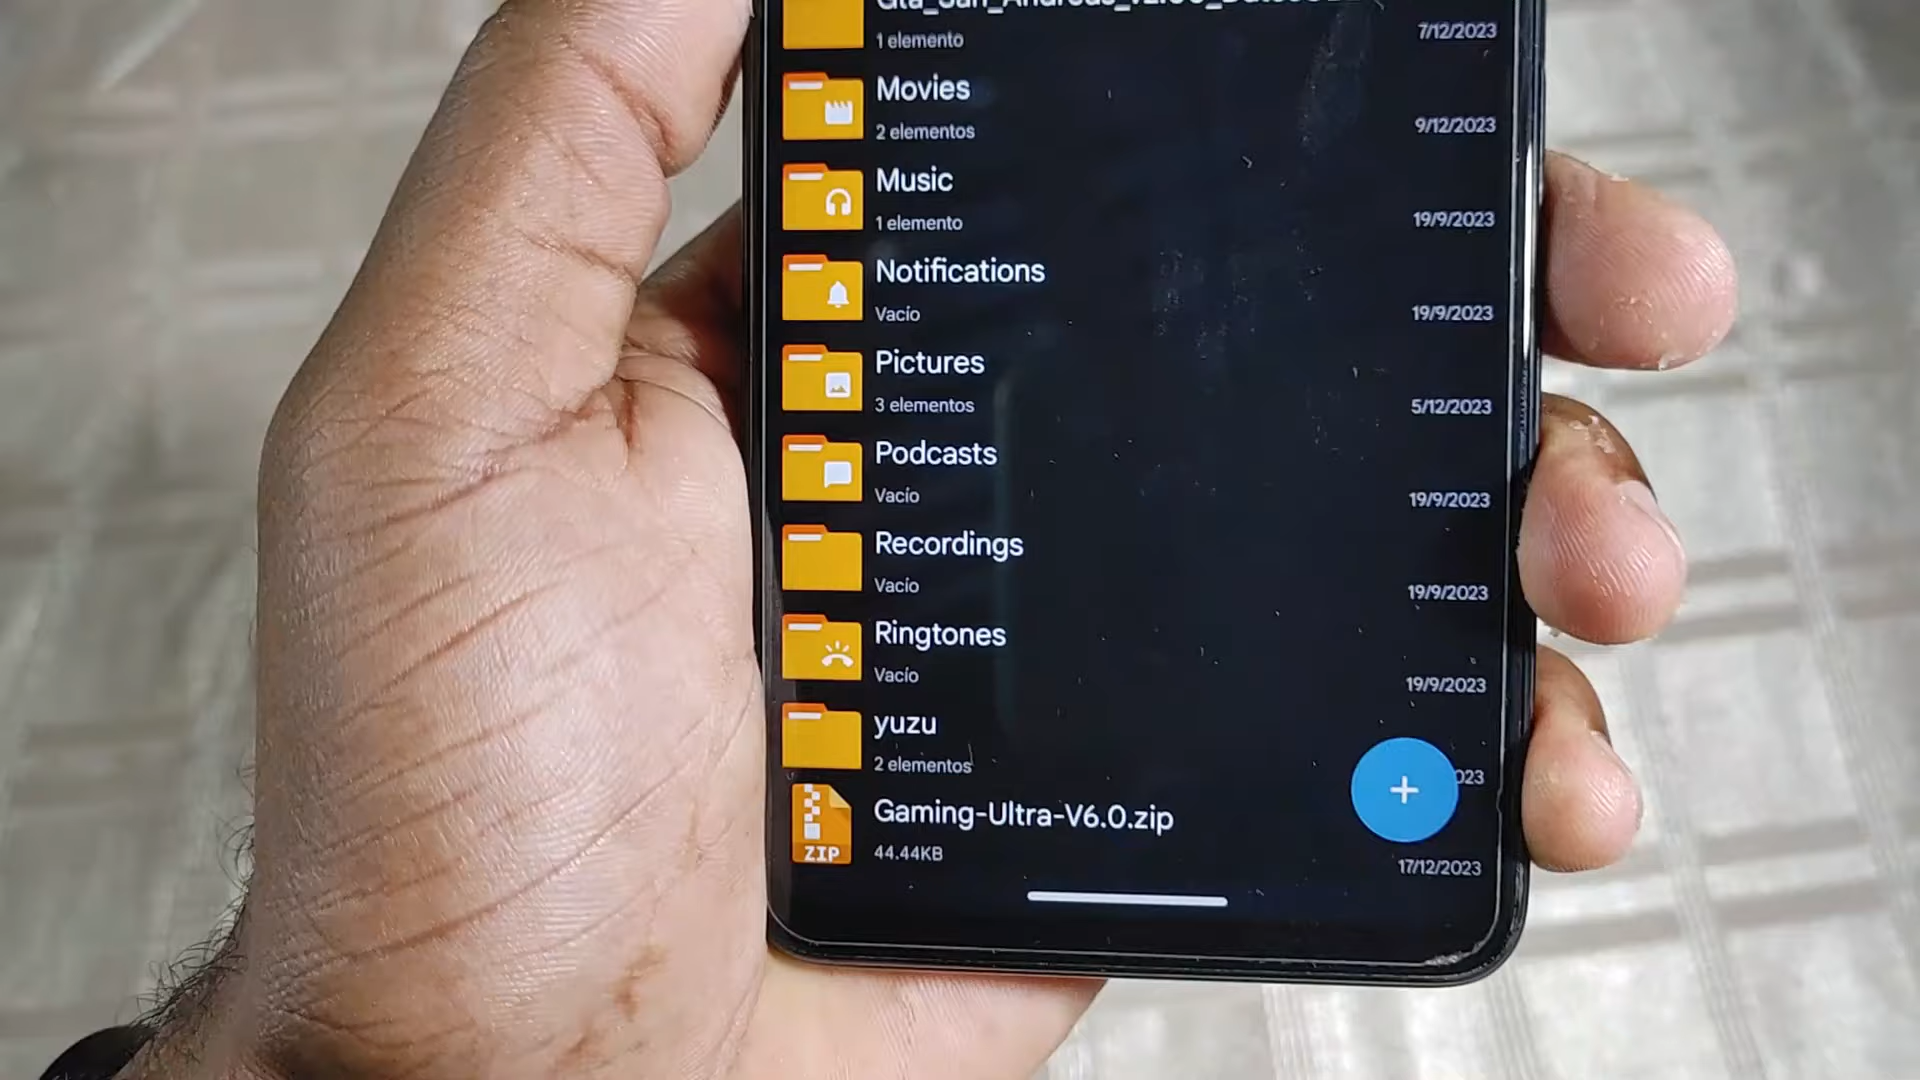 1 elemento
7/12/2023
Movies
2 elementos
9/12/2023
Music
1 elemento
19/9/2023
Notifications
Vacío
19/9/2023
Pictures
3 elementos
5/12/2023
Podcasts
Vacío
19/9/2023
Recordings
Vacío
19/9/2023
Ringtones
Vacío
19/9/2023
yuzu
2 elementos
023
ZIP
Gaming-Ultra-V6.0.zip
44.44KB
17/12/2023